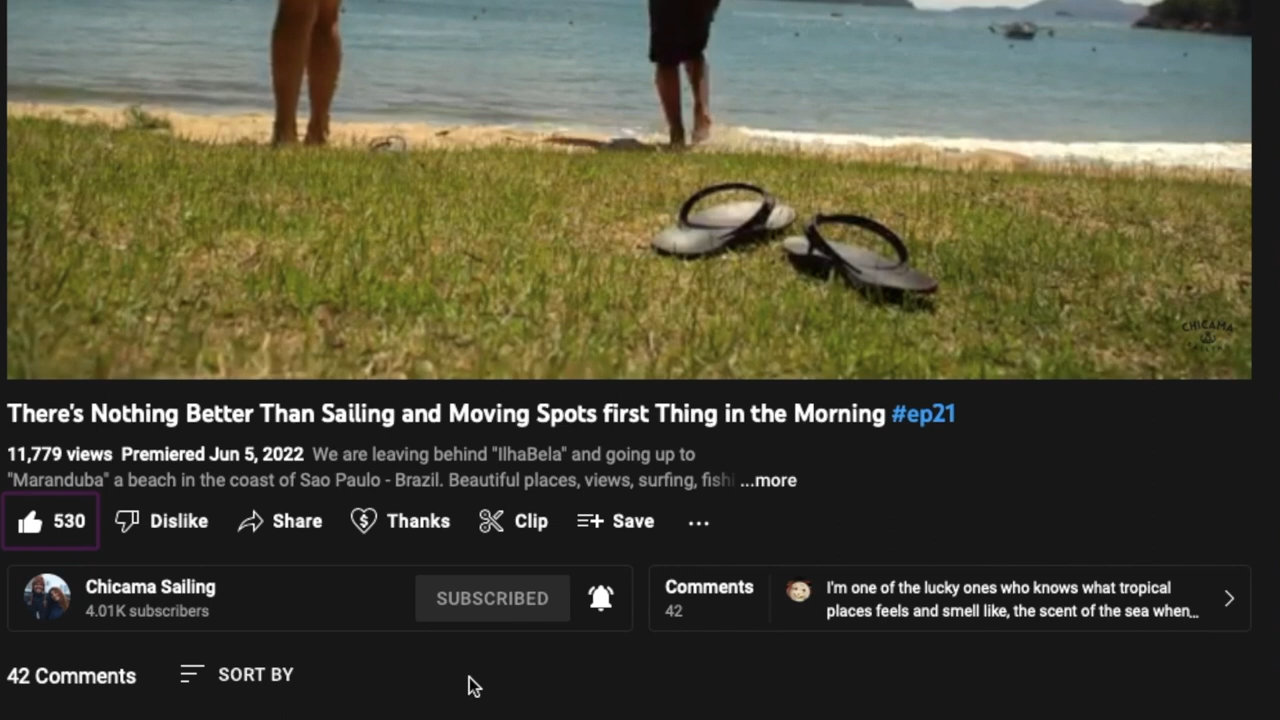 CHICAMA
There's Nothing Better Than Sailing and Moving Spots first Thing in the Morning #ep21
11,779 views Premiered Jun 5, 2022 We are leaving behind "IlhaBela" and going up to
"Maranduba" a beach in the coast of Sao Paulo - Brazil. Beautiful places, views, surfing, fishi ...more
530 Dislike Share Thanks Clip Save ...
Chicama Sailing
4.01K subscribers
SUBSCRIBED
Comments
42
I'm one of the lucky ones who knows what tropical
places feels and smell like, the scent of the sea when...
42 Comments SORT BY